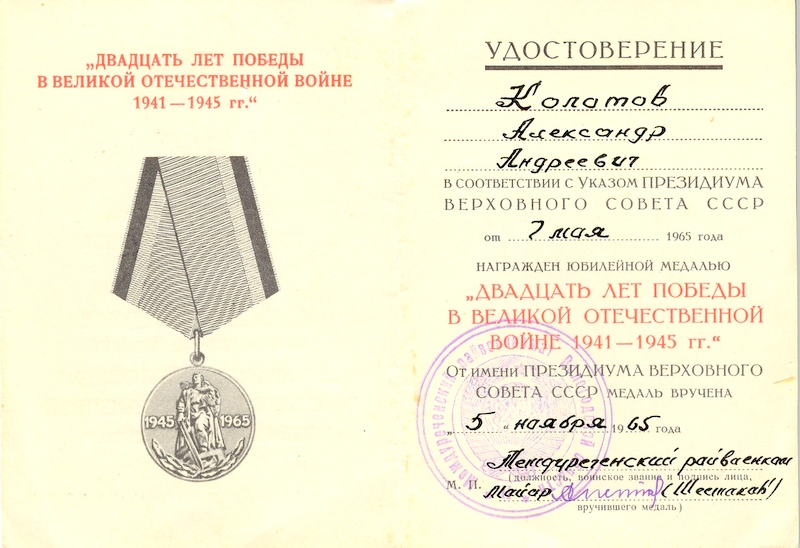 „ДВАДЦАТЬ ЛЕТ ПОБЕДЫ
В ВЕЛИКОЙ ОТЕЧЕСТВЕННОЙ ВОЙНЕ
1941 — 1945 гг.“
1945 1965
УДОСТОВЕРЕНИЕ
Колатов
Александр
Андреевич
В СООТВЕТСТВИИ С УКАЗОМ ПРЕЗИДИУМА
ВЕРХОВНОГО СОВЕТА СССР
от 7 мая 1965 года
НАГРАЖДЕН ЮБИЛЕЙНОЙ МЕДАЛЬЮ
„ДВАДЦАТЬ ЛЕТ ПОБЕДЫ
В ВЕЛИКОЙ ОТЕЧЕСТВЕННОЙ
ВОЙНЕ 1941 — 1945 гг.“
ОТ ИМЕНИ ПРЕЗИДИУМА ВЕРХОВНОГО
СОВЕТА СССР МЕДАЛЬ ВРУЧЕНА
„5“ ноября 1965 года
Междуреченский райвоенком
М. П. (должность, воинское звание и подпись лица,
Майор (Шестаков)
вручившего медаль)